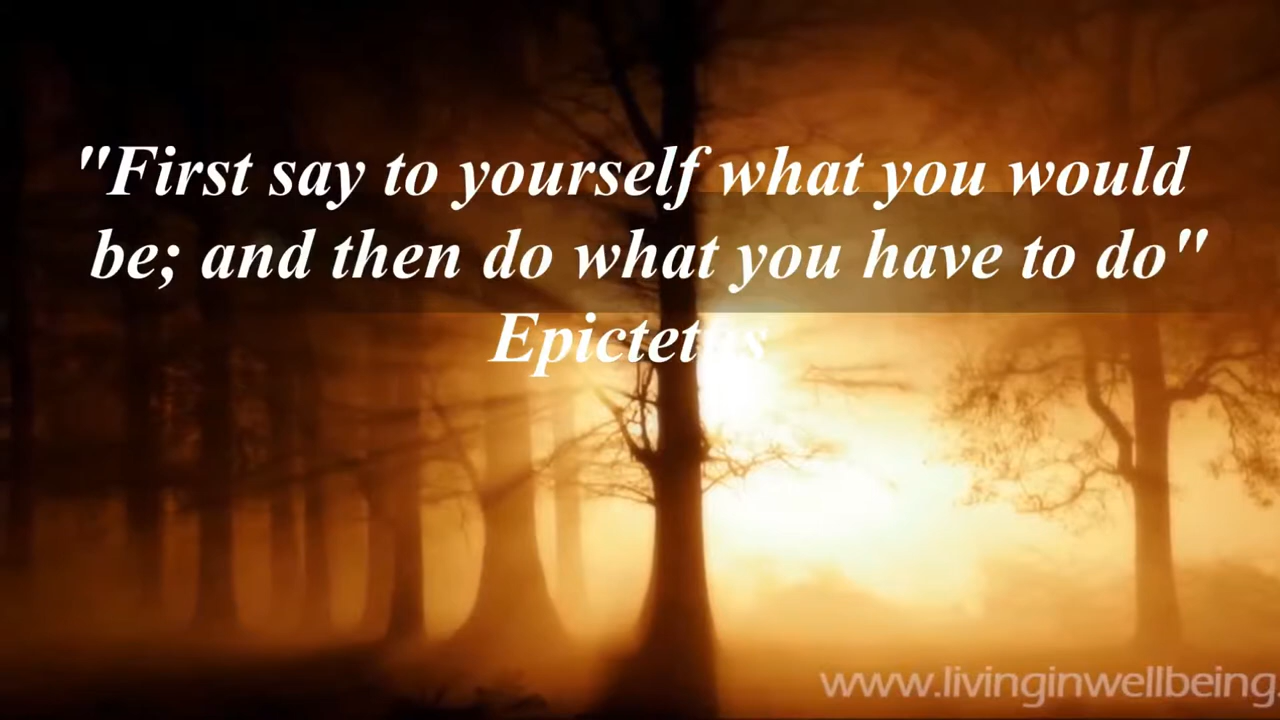 "First say to yourself what you would
be; and then do what you have to do"
Epictetus
www.livinginwellbeing.